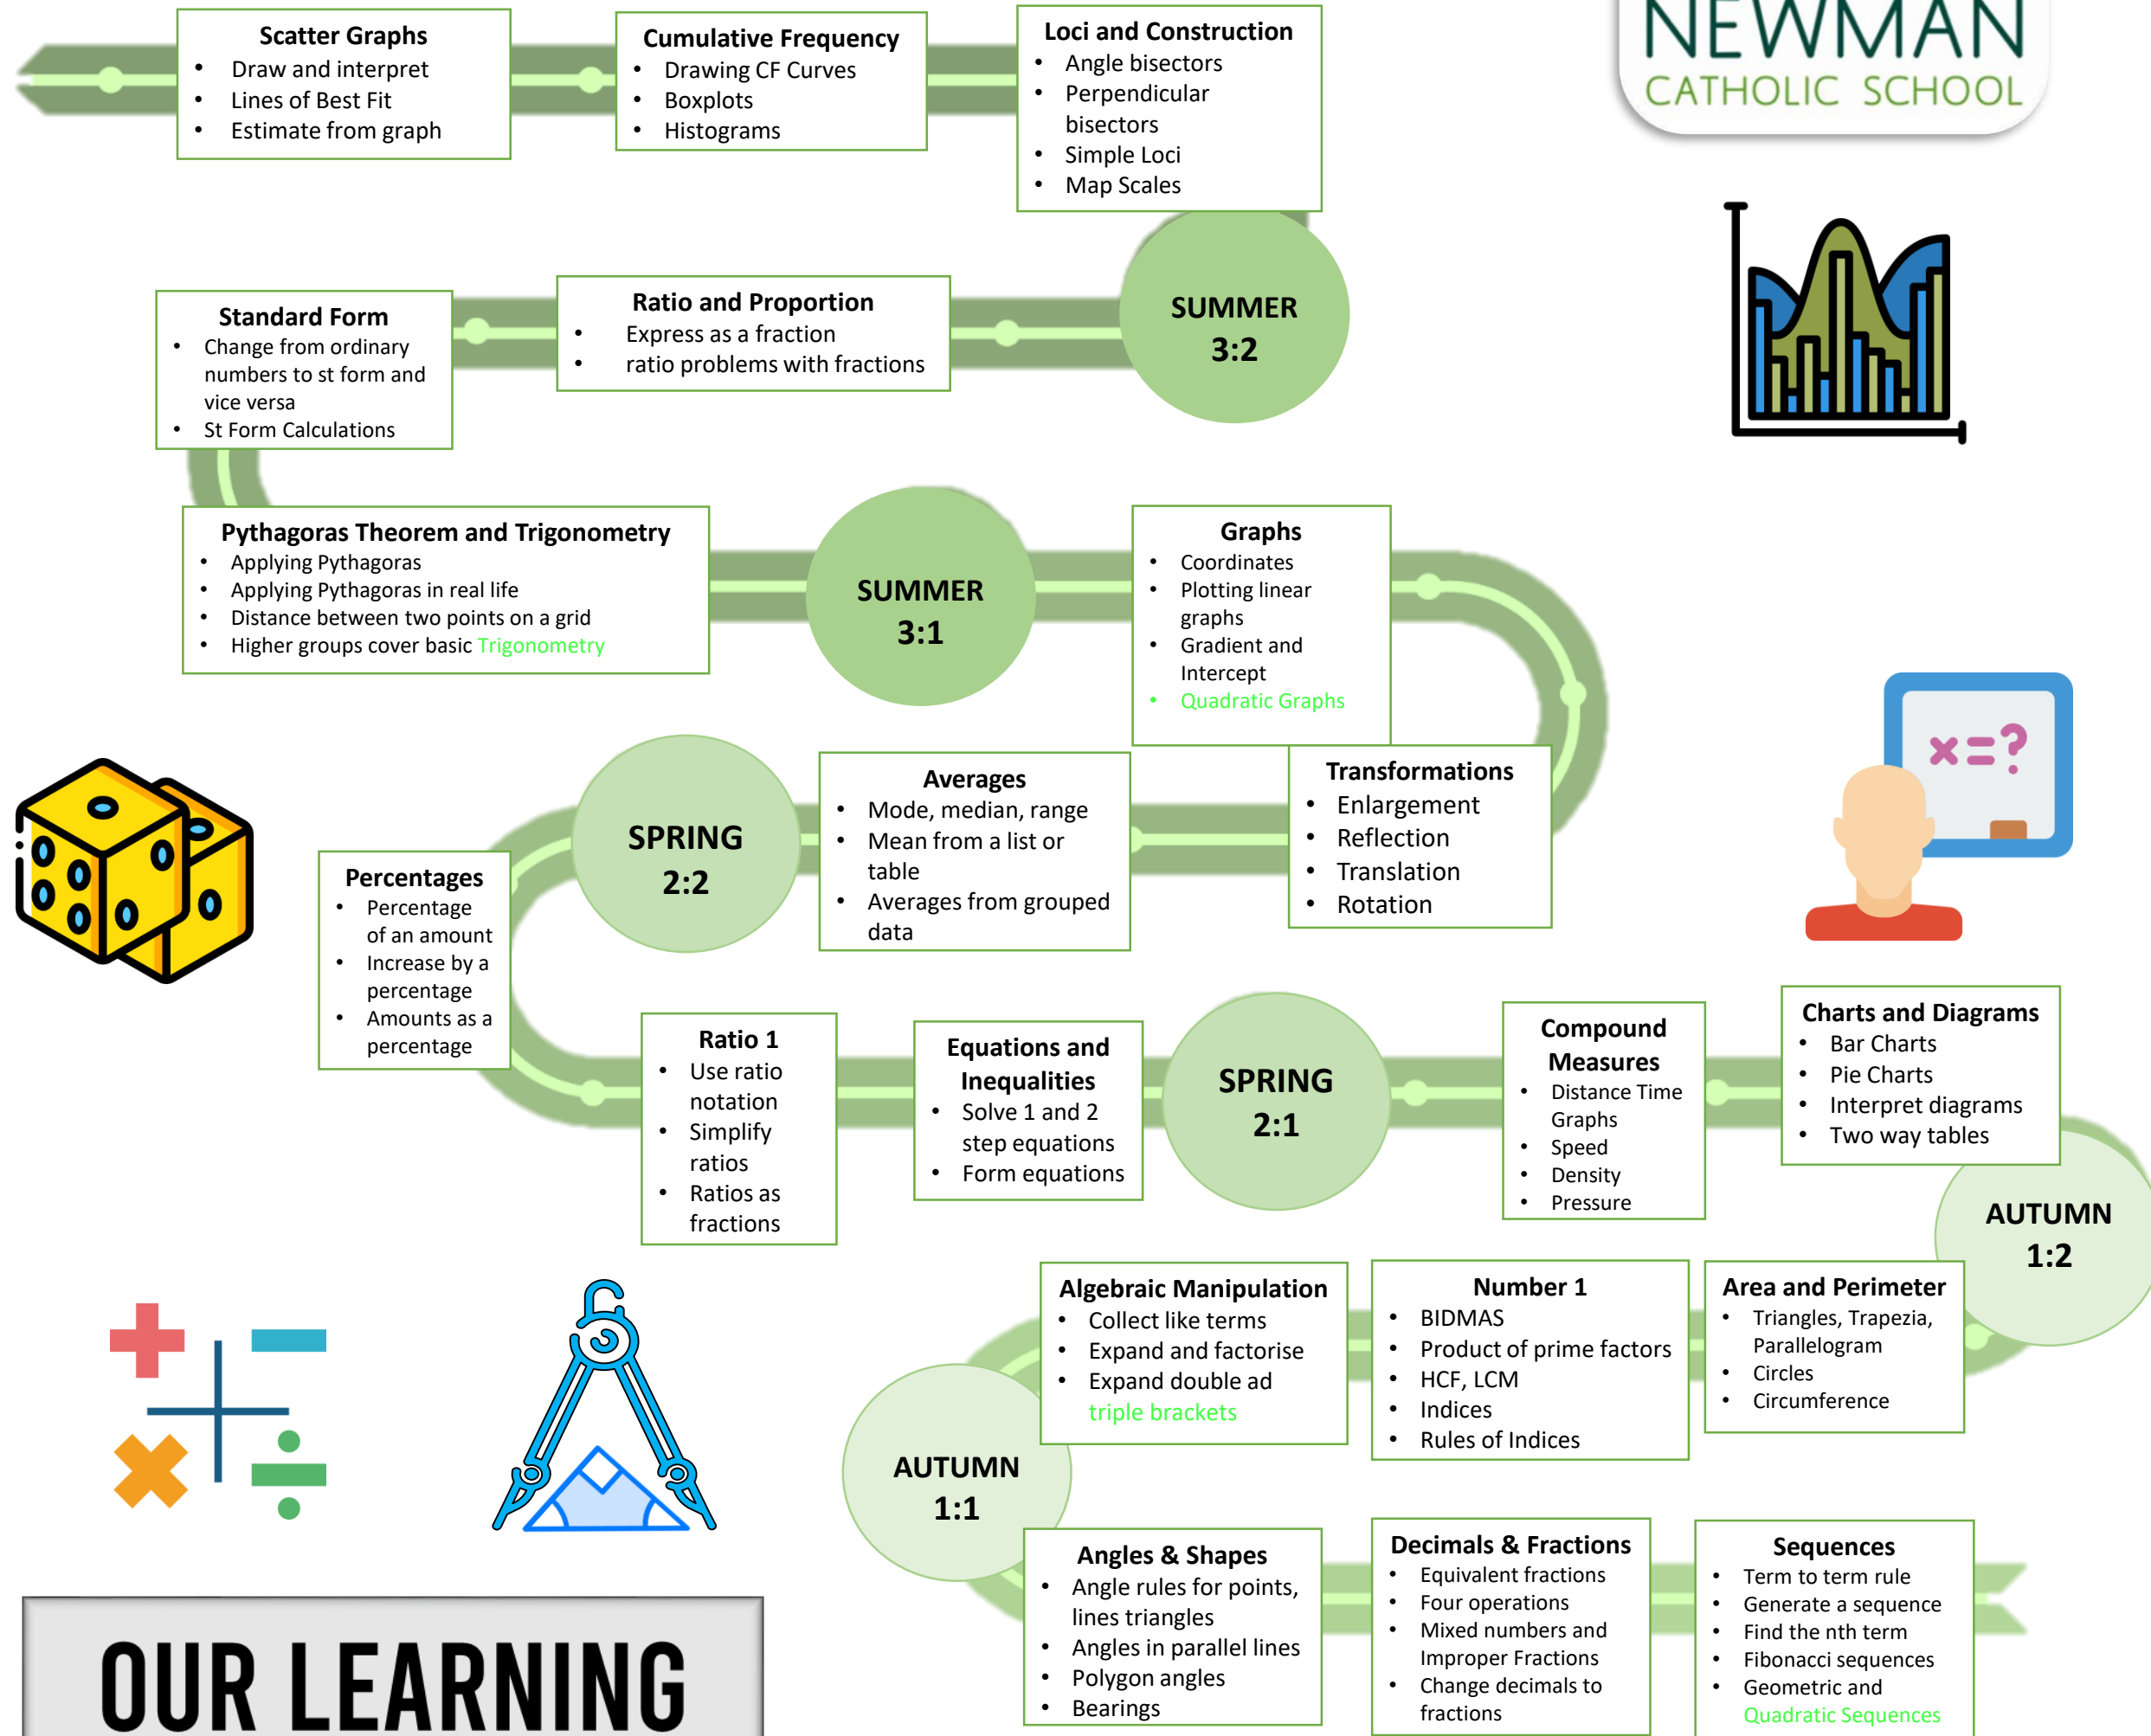 NEWMAN
CATHOLIC SCHOOL
Scatter Graphs
• Draw and interpret
• Lines of Best Fit
• Estimate from graph
Cumulative Frequency
• Drawing CF Curves
• Boxplots
• Histograms
Loci and Construction
• Angle bisectors
• Perpendicular
bisectors
• Simple Loci
• Map Scales
Standard Form
• Change from ordinary
numbers to st form and
vice versa
• St Form Calculations
Ratio and Proportion
• Express as a fraction
• ratio problems with fractions
SUMMER
3:2
Pythagoras Theorem and Trigonometry
• Applying Pythagoras
• Applying Pythagoras in real life
• Distance between two points on a grid
• Higher groups cover basic Trigonometry
SUMMER
3:1
Graphs
• Coordinates
• Plotting linear
graphs
• Gradient and
Intercept
• Quadratic Graphs
x=?
Percentages
• Percentage
of an amount
• Increase by a
percentage
• Amounts as a
percentage
SPRING
2:2
Averages
• Mode, median, range
• Mean from a list or
table
• Averages from grouped
data
Transformations
• Enlargement
• Reflection
• Translation
• Rotation
Ratio 1
• Use ratio
notation
• Simplify
ratios
• Ratios as
fractions
Equations and
Inequalities
• Solve 1 and 2
step equations
• Form equations
SPRING
2:1
Compound
Measures
• Distance Time
Graphs
• Speed
• Density
• Pressure
Charts and Diagrams
• Bar Charts
• Pie Charts
• Interpret diagrams
• Two way tables
AUTUMN
1:2
Algebraic Manipulation
• Collect like terms
• Expand and factorise
• Expand double ad
triple brackets
Number 1
• BIDMAS
• Product of prime factors
• HCF, LCM
• Indices
• Rules of Indices
Area and Perimeter
• Triangles, Trapezia,
Parallelogram
• Circles
• Circumference
AUTUMN
1:1
Angles & Shapes
• Angle rules for points,
lines triangles
• Angles in parallel lines
• Polygon angles
• Bearings
Decimals & Fractions
• Equivalent fractions
• Four operations
• Mixed numbers and
Improper Fractions
• Change decimals to
fractions
Sequences
• Term to term rule
• Generate a sequence
• Find the nth term
• Fibonacci sequences
• Geometric and
Quadratic Sequences
OUR LEARNING